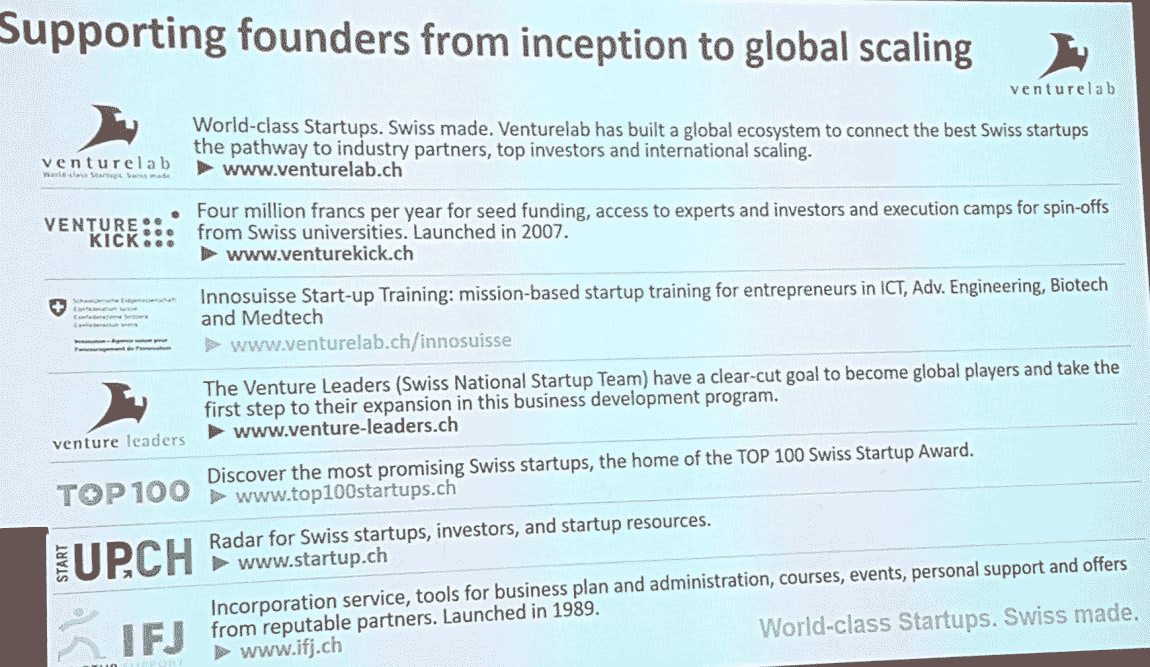 Supporting founders from inception to global scaling
venturelab
venturelab
World-class Startups. Swiss made.
World-class Startups. Swiss made. Venturelab has built a global ecosystem to connect the best Swiss startups
the pathway to industry partners, top investors and international scaling.
www.venturelab.ch
VENTURE
KICK
Four million francs per year for seed funding, access to experts and investors and execution camps for spin-offs
from Swiss universities. Launched in 2007.
www.venturekick.ch
Schweizerische Eidgenossenschaft
Confédération suisse
Confederazione Svizzera
Confederaziun svizra
Innosuisse – Agence suisse pour
l'encouragement de l'innovation
Innosuisse Start-up Training: mission-based startup training for entrepreneurs in ICT, Adv. Engineering, Biotech
and Medtech
www.venturelab.ch/innosuisse
venture leaders
The Venture Leaders (Swiss National Startup Team) have a clear-cut goal to become global players and take the
first step to their expansion in this business development program.
www.venture-leaders.ch
TOP 100
Discover the most promising Swiss startups, the home of the TOP 100 Swiss Startup Award.
www.top100startups.ch
START
UP.CH
Radar for Swiss startups, investors, and startup resources.
www.startup.ch
IFJ
Incorporation service, tools for business plan and administration, courses, events, personal support and offers
from reputable partners. Launched in 1989.
www.ifj.ch
World-class Startups. Swiss made.